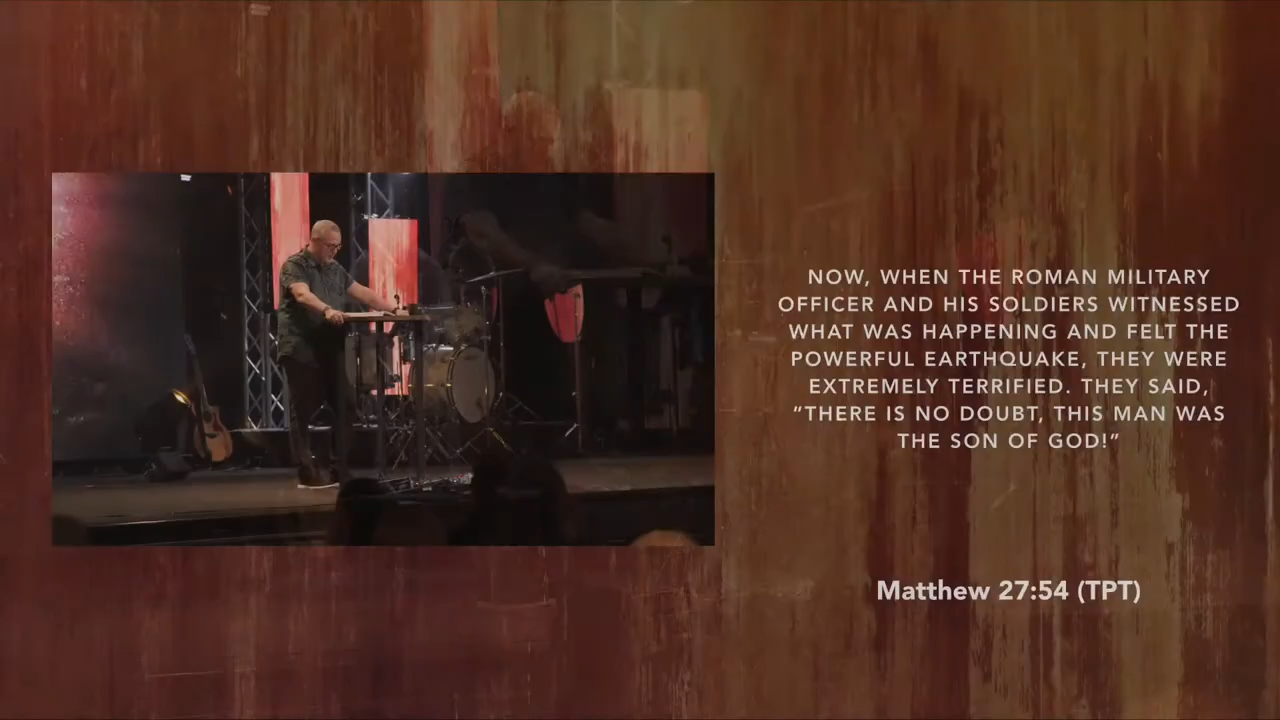 NOW, WHEN THE ROMAN MILITARY
OFFICER AND HIS SOLDIERS WITNESSED
WHAT WAS HAPPENING AND FELT THE
POWERFUL EARTHQUAKE, THEY WERE
EXTREMELY TERRIFIED. THEY SAID,
“THERE IS NO DOUBT, THIS MAN WAS
THE SON OF GOD!”
Matthew 27:54 (TPT)